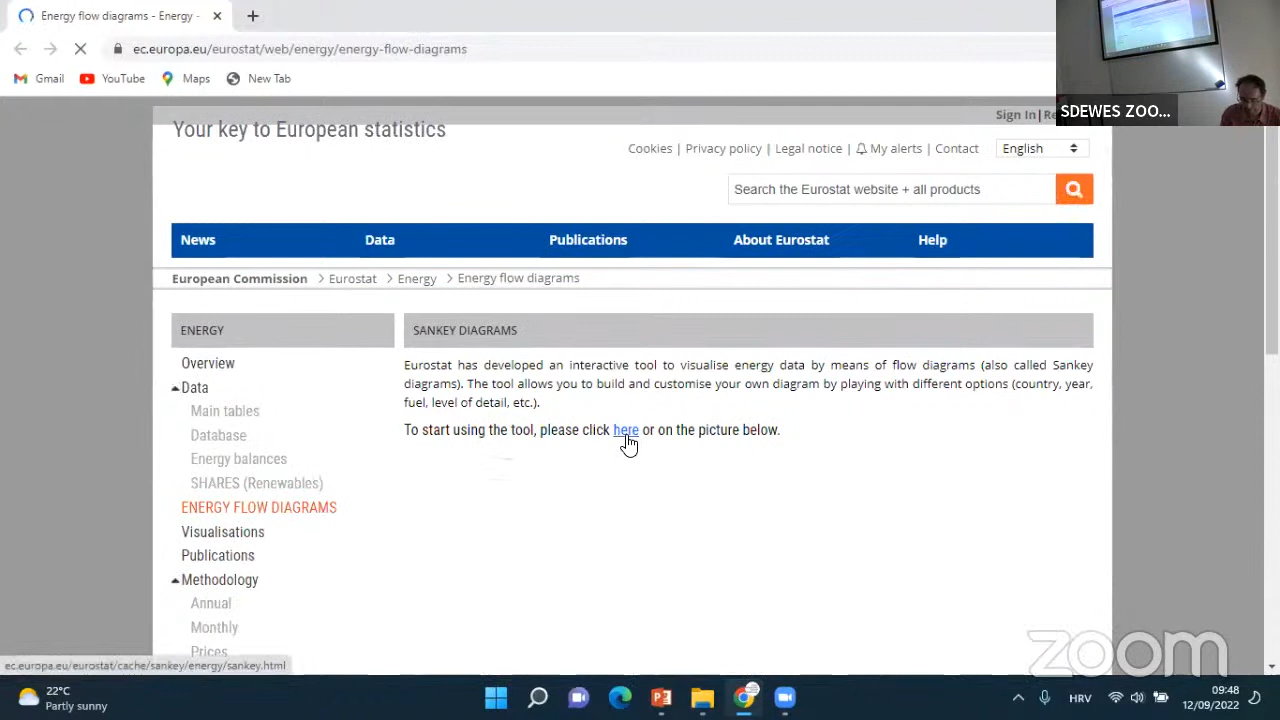 Energy flow diagrams - Energy -
ec.europa.eu/eurostat/web/energy/energy-flow-diagrams
Gmail YouTube Maps New Tab
SDEWES ZOO...
Your key to European statistics
Sign In|Re
Cookies | Privacy policy | Legal notice | My alerts | Contact English
Search the Eurostat website + all products
News Data Publications About Eurostat Help
European Commission > Eurostat > Energy > Energy flow diagrams
ENERGY
Overview
Data
Main tables
Database
Energy balances
SHARES (Renewables)
ENERGY FLOW DIAGRAMS
Visualisations
Publications
Methodology
Annual
Monthly
Prices
SANKEY DIAGRAMS
Eurostat has developed an interactive tool to visualise energy data by means of flow diagrams (also called Sankey
diagrams). The tool allows you to build and customise your own diagram by playing with different options (country, year,
fuel, level of detail, etc.).
To start using the tool, please click here or on the picture below.
ec.europa.eu/eurostat/cache/sankey/energy/sankey.html
zoom
22°C
Partly sunny
HRV
09:48
12/09/2022